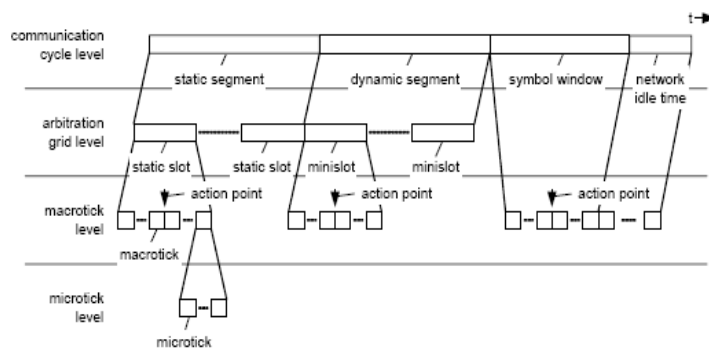 t
communication
cycle level
static segment
dynamic segment
symbol window
network
idle time
arbitration
grid level
static slot
static slot
minislot
minislot
action point
action point
action point
macrotick
level
macrotick
microtick
level
microtick